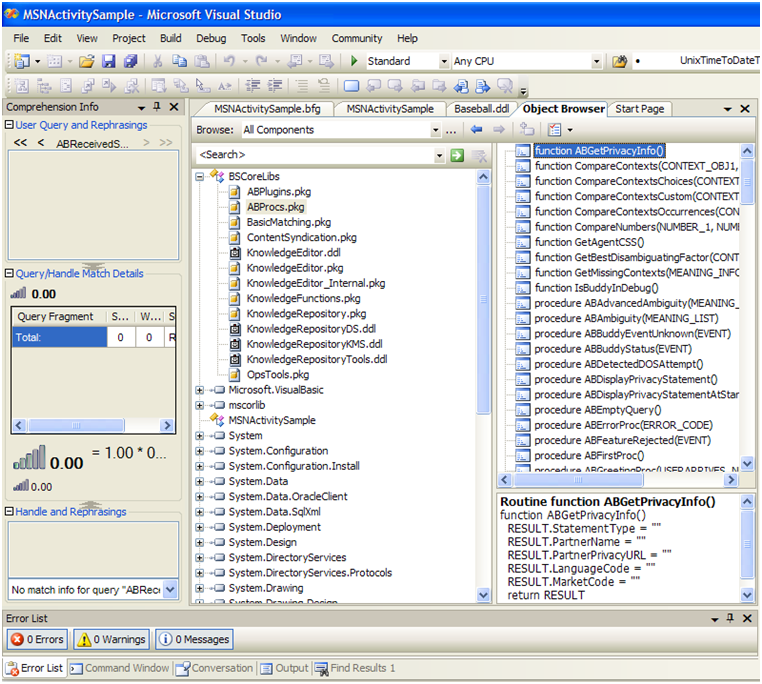 MSNActivitySample - Microsoft Visual Studio
File Edit View Project Build Debug Tools Window Community Help
Standard Any CPU UnixTimeToDateT
Comprehension Info
User Query and Rephrasings
<< < ABReceivedS... > >>
Query/Handle Match Details
0.00
Query Fragment S... W... S
Total: 0 0 R
0.00 = 1.00 * 0...
0.00
Handle and Rephrasings
No match info for query "ABRec
MSNActivitySample.bfg MSNActivitySample Baseball.ddl Object Browser Start Page
Browse: All Components ...
<Search>
BSCoreLibs
ABPlugins.pkg
ABProcs.pkg
BasicMatching.pkg
ContentSyndication.pkg
KnowledgeEditor.ddl
KnowledgeEditor.pkg
KnowledgeEditor_Internal.pkg
KnowledgeFunctions.pkg
KnowledgeRepository.pkg
KnowledgeRepositoryDS.ddl
KnowledgeRepositoryKMS.ddl
KnowledgeRepositoryTools.ddl
OpsTools.pkg
Microsoft.VisualBasic
mscorlib
MSNActivitySample
System
System.Configuration
System.Configuration.Install
System.Data
System.Data.OracleClient
System.Data.SqlXml
System.Deployment
System.Design
System.DirectoryServices
System.DirectoryServices.Protocols
System.Drawing
System.Drawing.Design
function ABGetPrivacyInfo()
function CompareContexts(CONTEXT_OBJ1,
function CompareContextsChoices(CONTEXT
function CompareContextsCustom(CONTEXT
function CompareContextsOccurrences(CON
function CompareNumbers(NUMBER_1, NUM
function GetAgentCSS()
function GetBestDisambiguatingFactor(CONT
function GetMissingContexts(MEANING_INFO
function IsBuddyInDebug()
procedure ABAdvancedAmbiguity(MEANING_
procedure ABAmbiguity(MEANING_LIST)
procedure ABBuddyEventUnknown(EVENT)
procedure ABBuddyStatus(EVENT)
procedure ABDetectedDOSAttempt()
procedure ABDisplayPrivacyStatement()
procedure ABDisplayPrivacyStatementAtStar
procedure ABEmptyQuery()
procedure ABErrorProc(ERROR_CODE)
procedure ABFeatureRejected(EVENT)
procedure ABFirstProc()
procedure ABGreetingProc(USERARRIVES_N
Routine function ABGetPrivacyInfo()
function ABGetPrivacyInfo()
RESULT.StatementType = ""
RESULT.PartnerName = ""
RESULT.PartnerPrivacyURL = ""
RESULT.LanguageCode = ""
RESULT.MarketCode = ""
return RESULT
Error List
0 Errors 0 Warnings 0 Messages
Error List Command Window Conversation Output Find Results 1